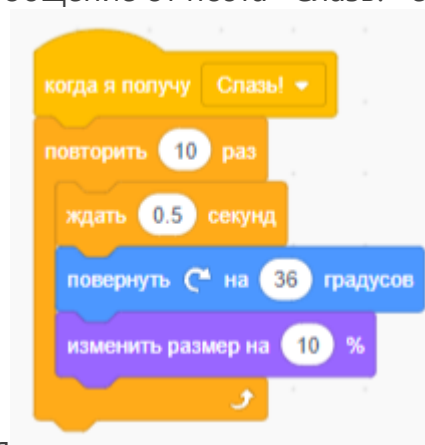 когда я получу Слазь!
повторить 10 раз
ждать 0.5 секунд
повернуть на 36 градусов
изменить размер на 10 %